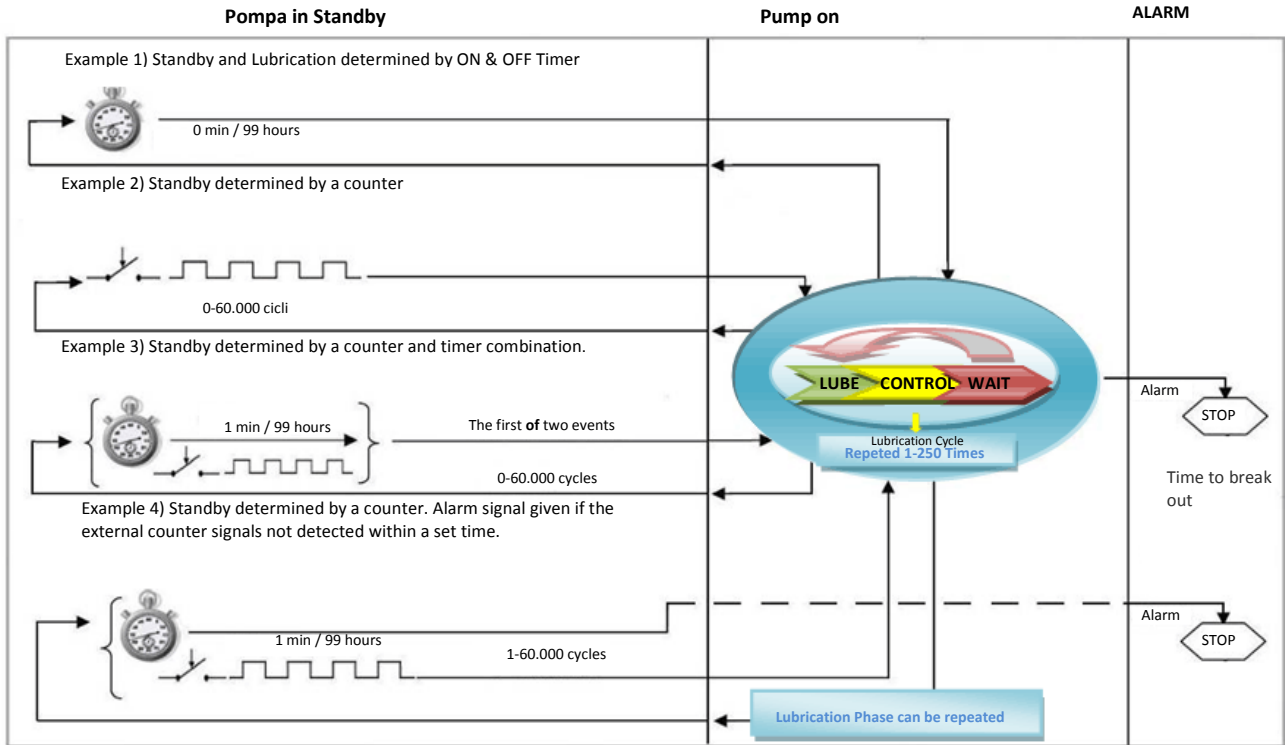 Pompa in Standby
Pump on
ALARM
Example 1) Standby and Lubrication determined by ON & OFF Timer
0 min / 99 hours
Example 2) Standby determined by a counter
0-60.000 cicli
Example 3) Standby determined by a counter and timer combination.
LUBE CONTROL WAIT
Lubrication Cycle
Repeted 1-250 Times
Alarm
STOP
Time to break
out
1 min / 99 hours
The first of two events
0-60.000 cycles
Example 4) Standby determined by a counter. Alarm signal given if the
external counter signals not detected within a set time.
1 min / 99 hours
1-60.000 cycles
Alarm
STOP
Lubrication Phase can be repeated